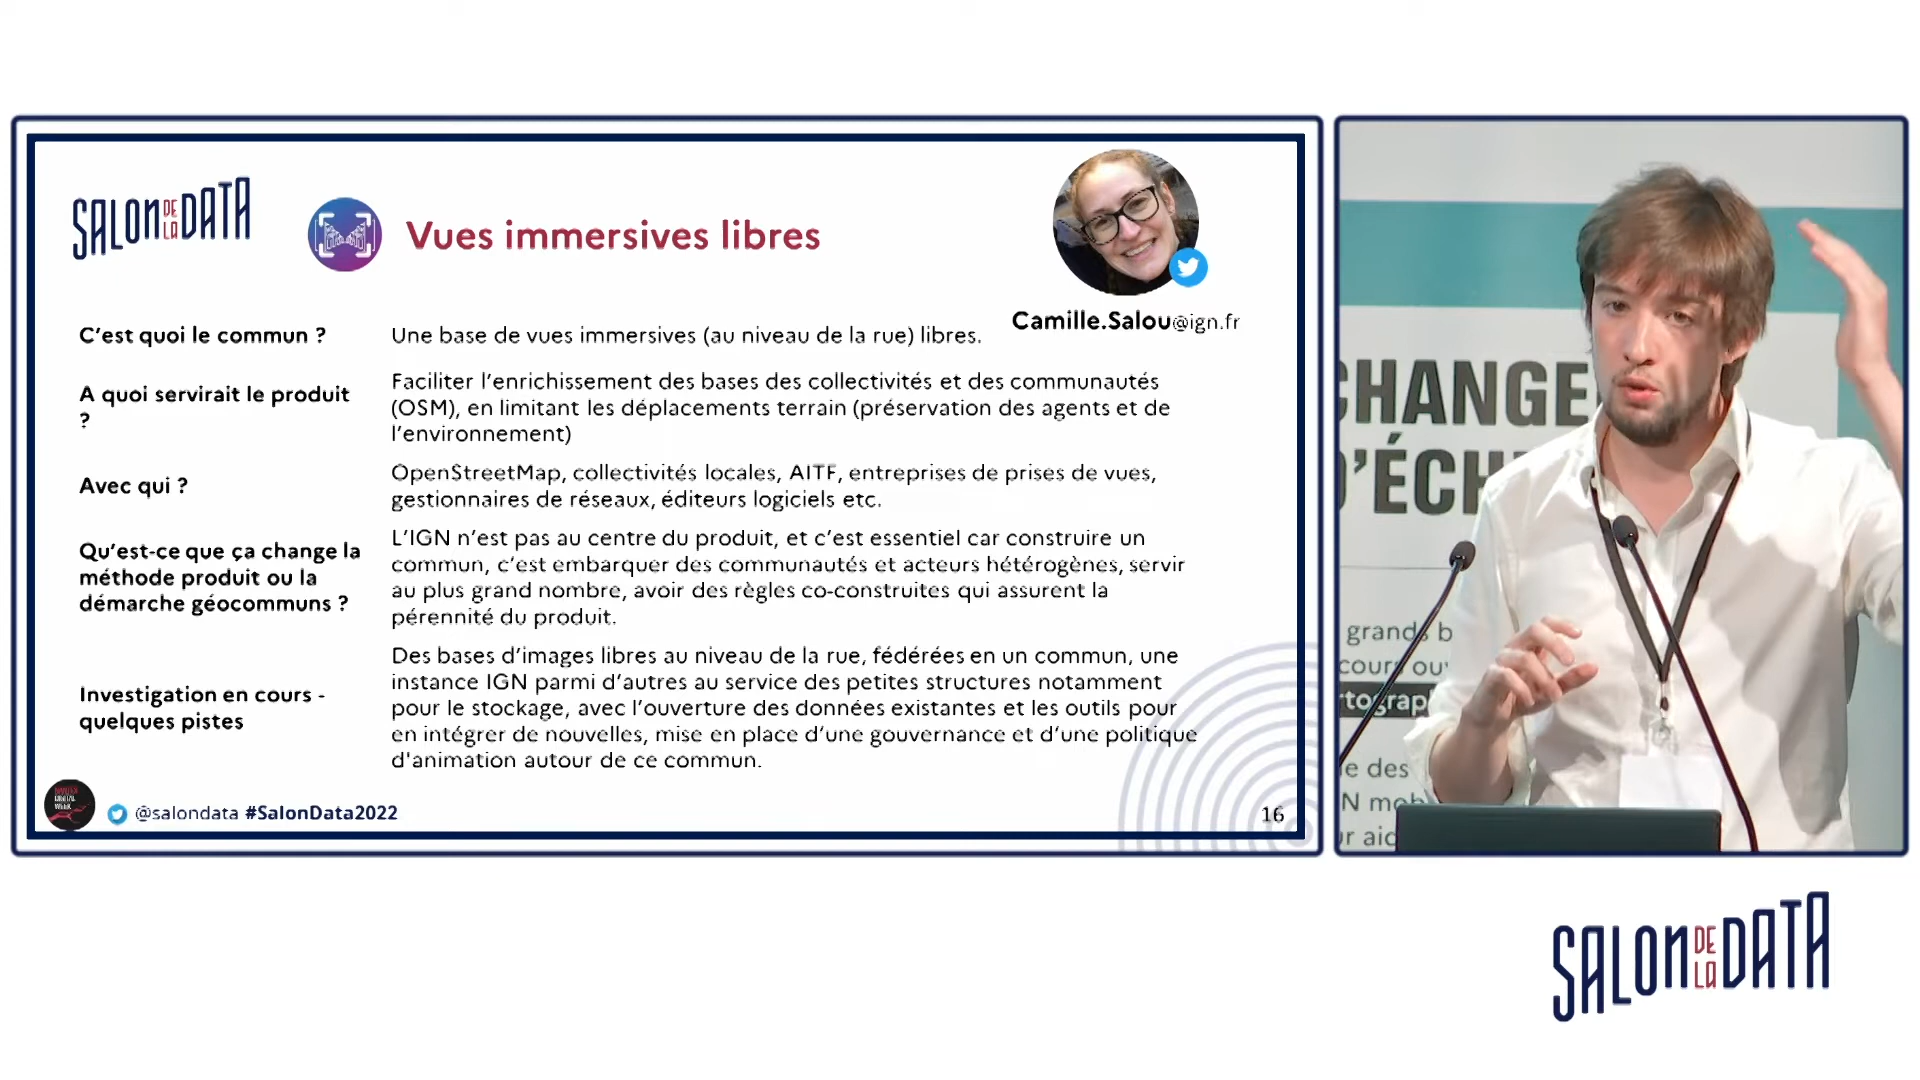 SALON DE LA DATA
Vues immersives libres
Camille.Salou@ign.fr
C'est quoi le commun ?
Une base de vues immersives (au niveau de la rue) libres.
A quoi servirait le produit
?
Faciliter l'enrichissement des bases des collectivités et des communautés
(OSM), en limitant les déplacements terrain (préservation des agents et de
l'environnement)
Avec qui ?
OpenStreetMap, collectivités locales, AITF, entreprises de prises de vues,
gestionnaires de réseaux, éditeurs logiciels etc.
Qu'est-ce que ça change la
méthode produit ou la
démarche géocommuns ?
L'IGN n'est pas au centre du produit, et c'est essentiel car construire un
commun, c'est embarquer des communautés et acteurs hétérogènes, servir
au plus grand nombre, avoir des règles co-construites qui assurent la
pérennité du produit.
Investigation en cours -
quelques pistes
Des bases d'images libres au niveau de la rue, fédérées en un commun, une
instance IGN parmi d'autres au service des petites structures notamment
pour le stockage, avec l'ouverture des données existantes et les outils pour
en intégrer de nouvelles, mise en place d'une gouvernance et d'une politique
d'animation autour de ce commun.
@salondata #SalonData2022
16
CHANGE
D'ÉCH
grands b
cours ou
rtograp
e des
N mob
r aid
SALON DE LA DATA